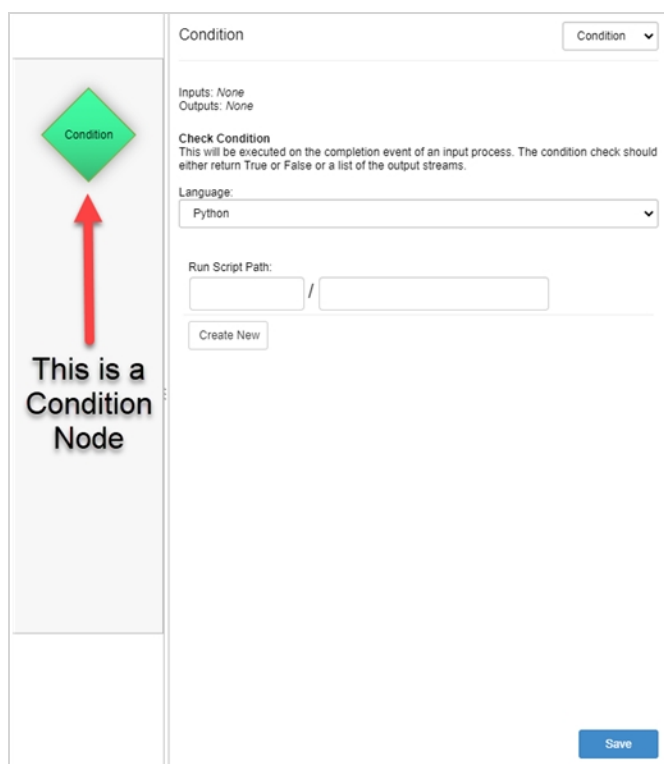 Condition
Condition
Inputs: None
Outputs: None
Check Condition
This will be executed on the completion event of an input process. The condition check should
either return True or False or a list of the output streams.
Language:
Python
Run Script Path:
/
Create New
Condition
This is a
Condition
Node
Save